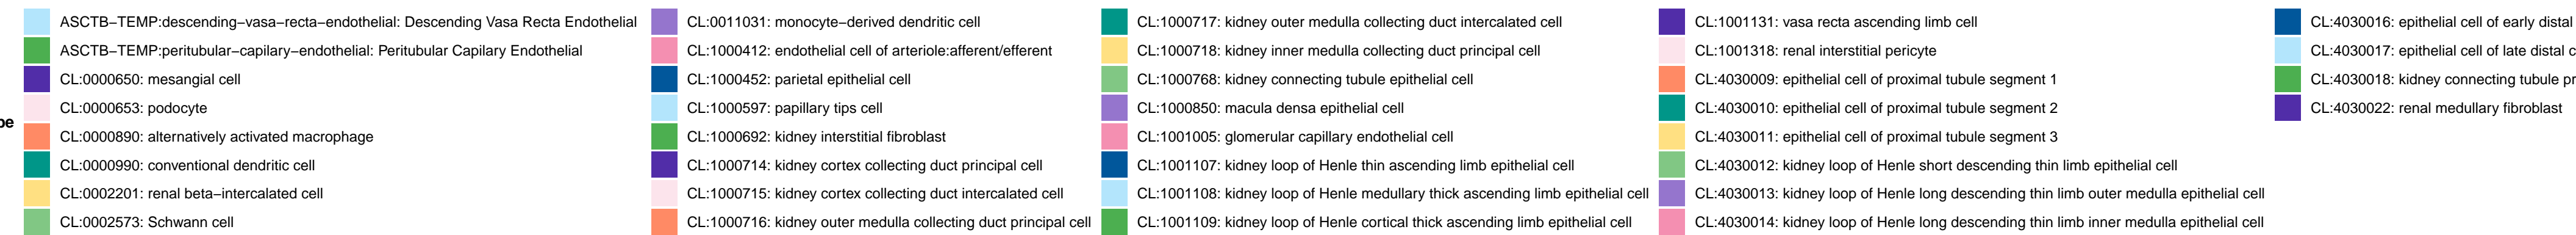 ASCTB−TEMP:descending−vasa−recta−endothelial: Descending Vasa Recta Endothelial
ASCTB−TEMP:peritubular−capilary−endothelial: Peritubular Capilary Endothelial
CL:0000650: mesangial cell
CL:0000653: podocyte
CL:0000890: alternatively activated macrophage
CL:0000990: conventional dendritic cell
CL:0002201: renal beta−intercalated cell
CL:0002573: Schwann cell
CL:0011031: monocyte−derived dendritic cell
CL:1000412: endothelial cell of arteriole:afferent/efferent
CL:1000452: parietal epithelial cell
CL:1000597: papillary tips cell
CL:1000692: kidney interstitial fibroblast
CL:1000714: kidney cortex collecting duct principal cell
CL:1000715: kidney cortex collecting duct intercalated cell
CL:1000716: kidney outer medulla collecting duct principal cell
CL:1000717: kidney outer medulla collecting duct intercalated cell
CL:1000718: kidney inner medulla collecting duct principal cell
CL:1000768: kidney connecting tubule epithelial cell
CL:1000850: macula densa epithelial cell
CL:1001005: glomerular capillary endothelial cell
CL:1001107: kidney loop of Henle thin ascending limb epithelial cell
CL:1001108: kidney loop of Henle medullary thick ascending limb epithelial cell
CL:1001109: kidney loop of Henle cortical thick ascending limb epithelial cell
CL:1001131: vasa recta ascending limb cell
CL:1001318: renal interstitial pericyte
CL:4030009: epithelial cell of proximal tubule segment 1
CL:4030010: epithelial cell of proximal tubule segment 2
CL:4030011: epithelial cell of proximal tubule segment 3
CL:4030012: kidney loop of Henle short descending thin limb epithelial cell
CL:4030013: kidney loop of Henle long descending thin limb outer medulla epithelial cell
CL:4030014: kidney loop of Henle long descending thin limb inner medulla epithelial cell
CL:4030016: epithelial cell of early distal
CL:4030017: epithelial cell of late distal
CL:4030018: kidney connecting tubule
CL:4030022: renal medullary fibroblast